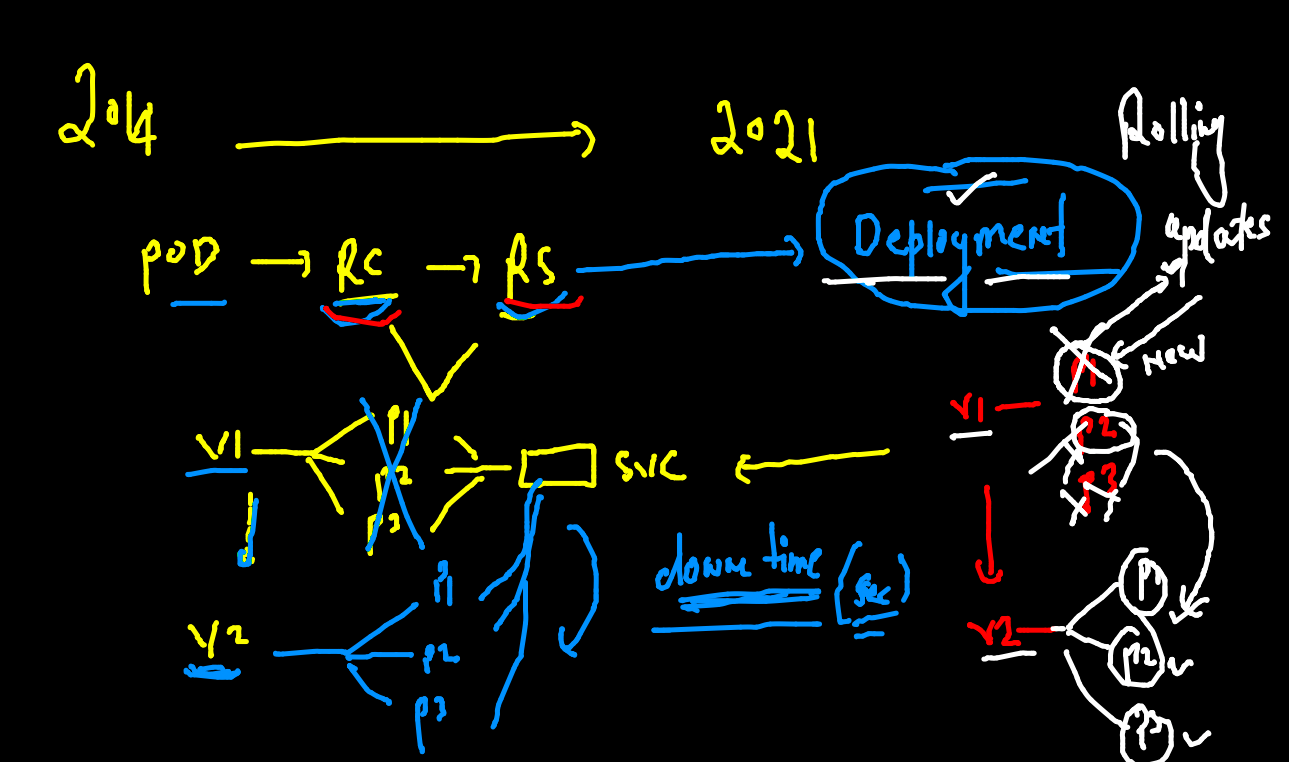 2014 → 2021
Rolling
updates
POD → RC → RS → Deployment
New
P1
V1
P2
P3
V1
P1
P2
P3
svc
down time (sec)
V2
P1
P2
P3
V2
P1
P2
P3